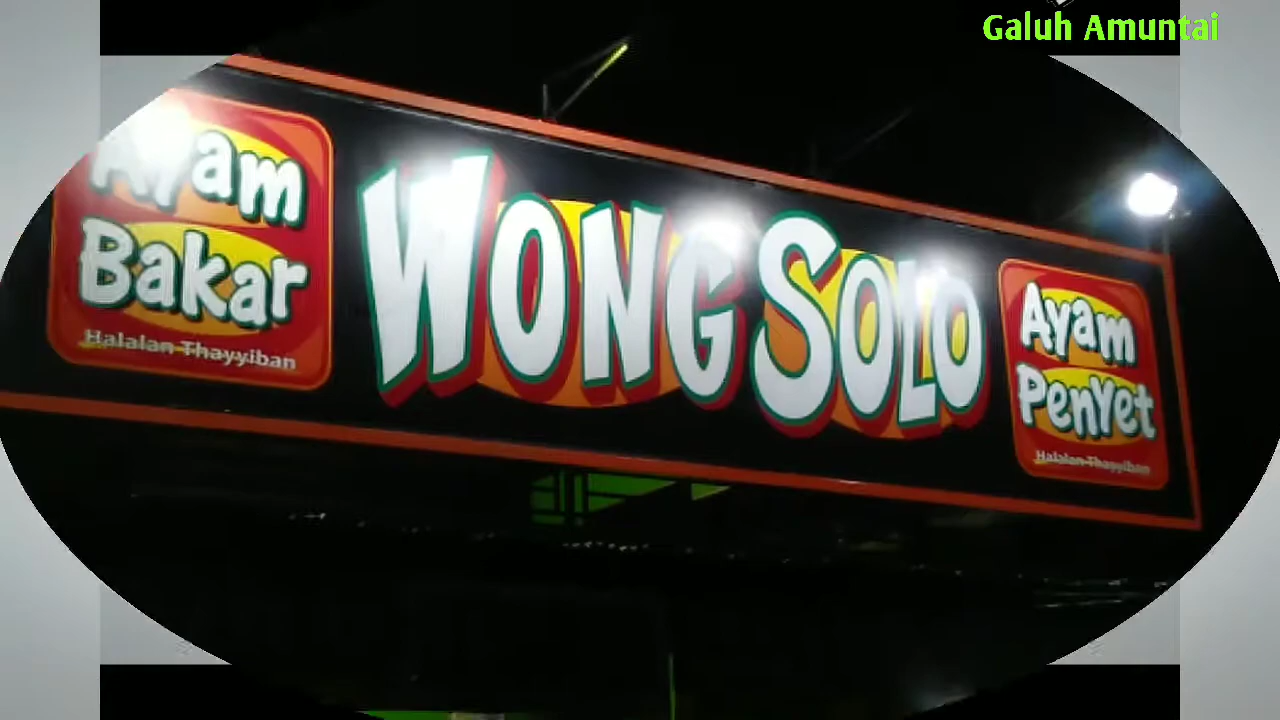 Galuh Amuntai
Ayam
Bakar
Halalan Thayyiban
WONG SOLO
Ayam
Penyet
Halalan Thayyiban